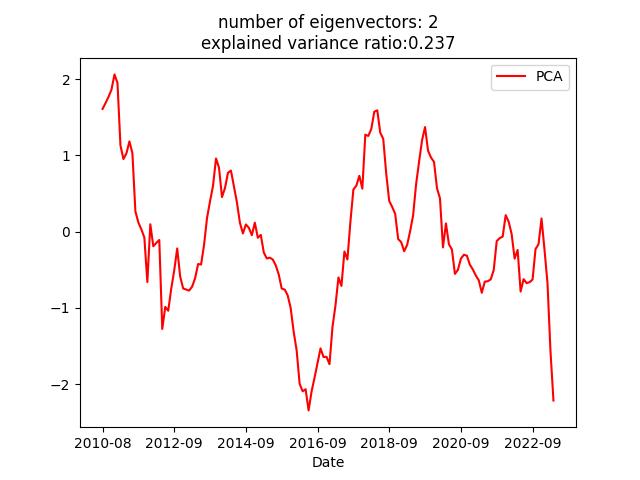 number of eigenvectors: 2
explained variance ratio:0.237
PCA
2
1
0
−1
−2
2010-08 2012-09 2014-09 2016-09 2018-09 2020-09 2022-09
Date